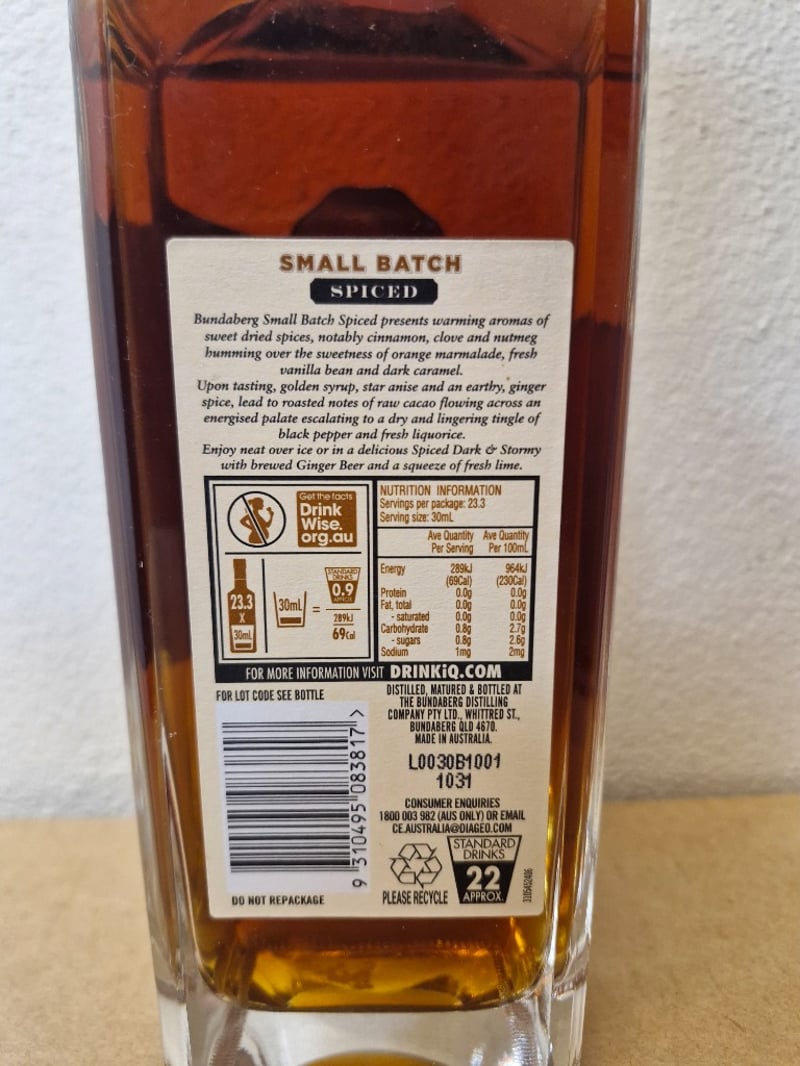 SMALL BATCH
SPICED
Bundaberg Small Batch Spiced presents warming aromas of
sweet dried spices, notably cinnamon, clove and nutmeg
humming over the sweetness of orange marmalade, fresh
vanilla bean and dark caramel.
Upon tasting, golden syrup, star anise and an earthy, ginger
spice, lead to roasted notes of raw cacao flowing across an
energised palate escalating to a dry and lingering tingle of
black pepper and fresh liquorice.
Enjoy neat over ice or in a delicious Spiced Dark & Stormy
with brewed Ginger Beer and a squeeze of fresh lime.
Get the facts
Drink
Wise.
org.au
23.3
X
30mL
30mL
=
STANDARD
DRINKS
0.9
APPROX.
289kJ
69Cal
NUTRITION INFORMATION
Servings per package: 23.3
Serving size: 30mL
Ave Quantity Ave Quantity
Per Serving Per 100mL
Energy 289kJ 964kJ
(69Cal) (230Cal)
Protein 0.0g 0.0g
Fat, total 0.0g 0.0g
- saturated 0.0g 0.0g
Carbohydrate 0.8g 2.7g
- sugars 0.8g 2.6g
Sodium 1mg 2mg
FOR MORE INFORMATION VISIT DRINKiQ.COM
FOR LOT CODE SEE BOTTLE
9 310495 083817 >
DO NOT REPACKAGE
DISTILLED, MATURED & BOTTLED AT
THE BUNDABERG DISTILLING
COMPANY PTY LTD., WHITTRED ST.,
BUNDABERG QLD 4670.
MADE IN AUSTRALIA.
L0030B1001
1031
CONSUMER ENQUIRIES
1800 003 982 (AUS ONLY) OR EMAIL
CE.AUSTRALIA@DIAGEO.COM
PLEASE RECYCLE
STANDARD
DRINKS
22
APPROX.